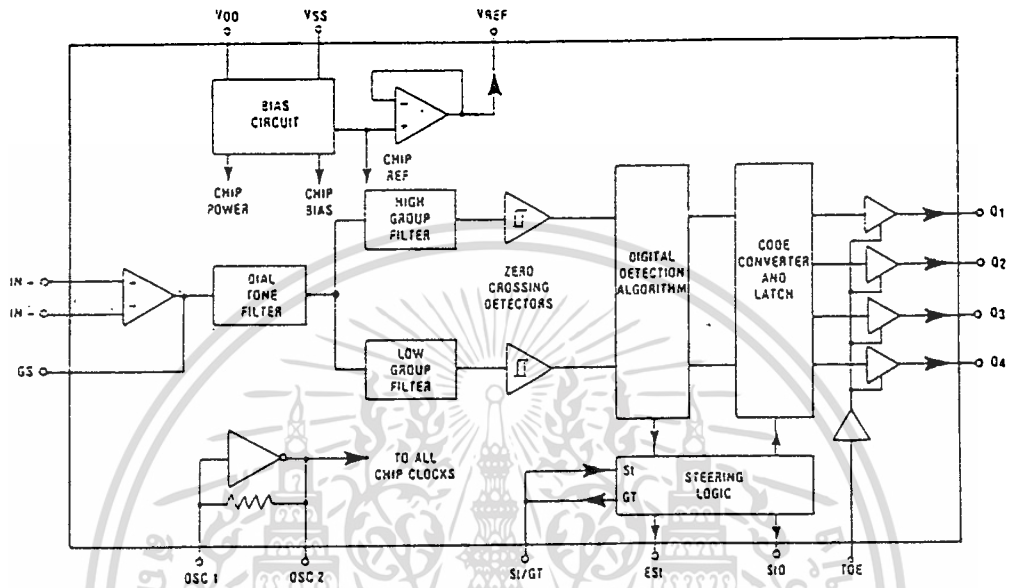 VDD VSS VREF
BIAS
CIRCUIT
CHIP
POWER
CHIP
BIAS
CHIP
REF
HIGH
GROUP
FILTER
IN -
IN -
GS
DIAL
TONE
FILTER
ZERO
CROSSING
DETECTORS
LOW
GROUP
FILTER
DIGITAL
DETECTION
ALGORITHM
CODE
CONVERTER
AND
LATCH
Q1
Q2
Q3
Q4
TO ALL
CHIP CLOCKS
St
GT
STEERING
LOGIC
OSC 1 OSC 2 St/GT ESt StD TOE